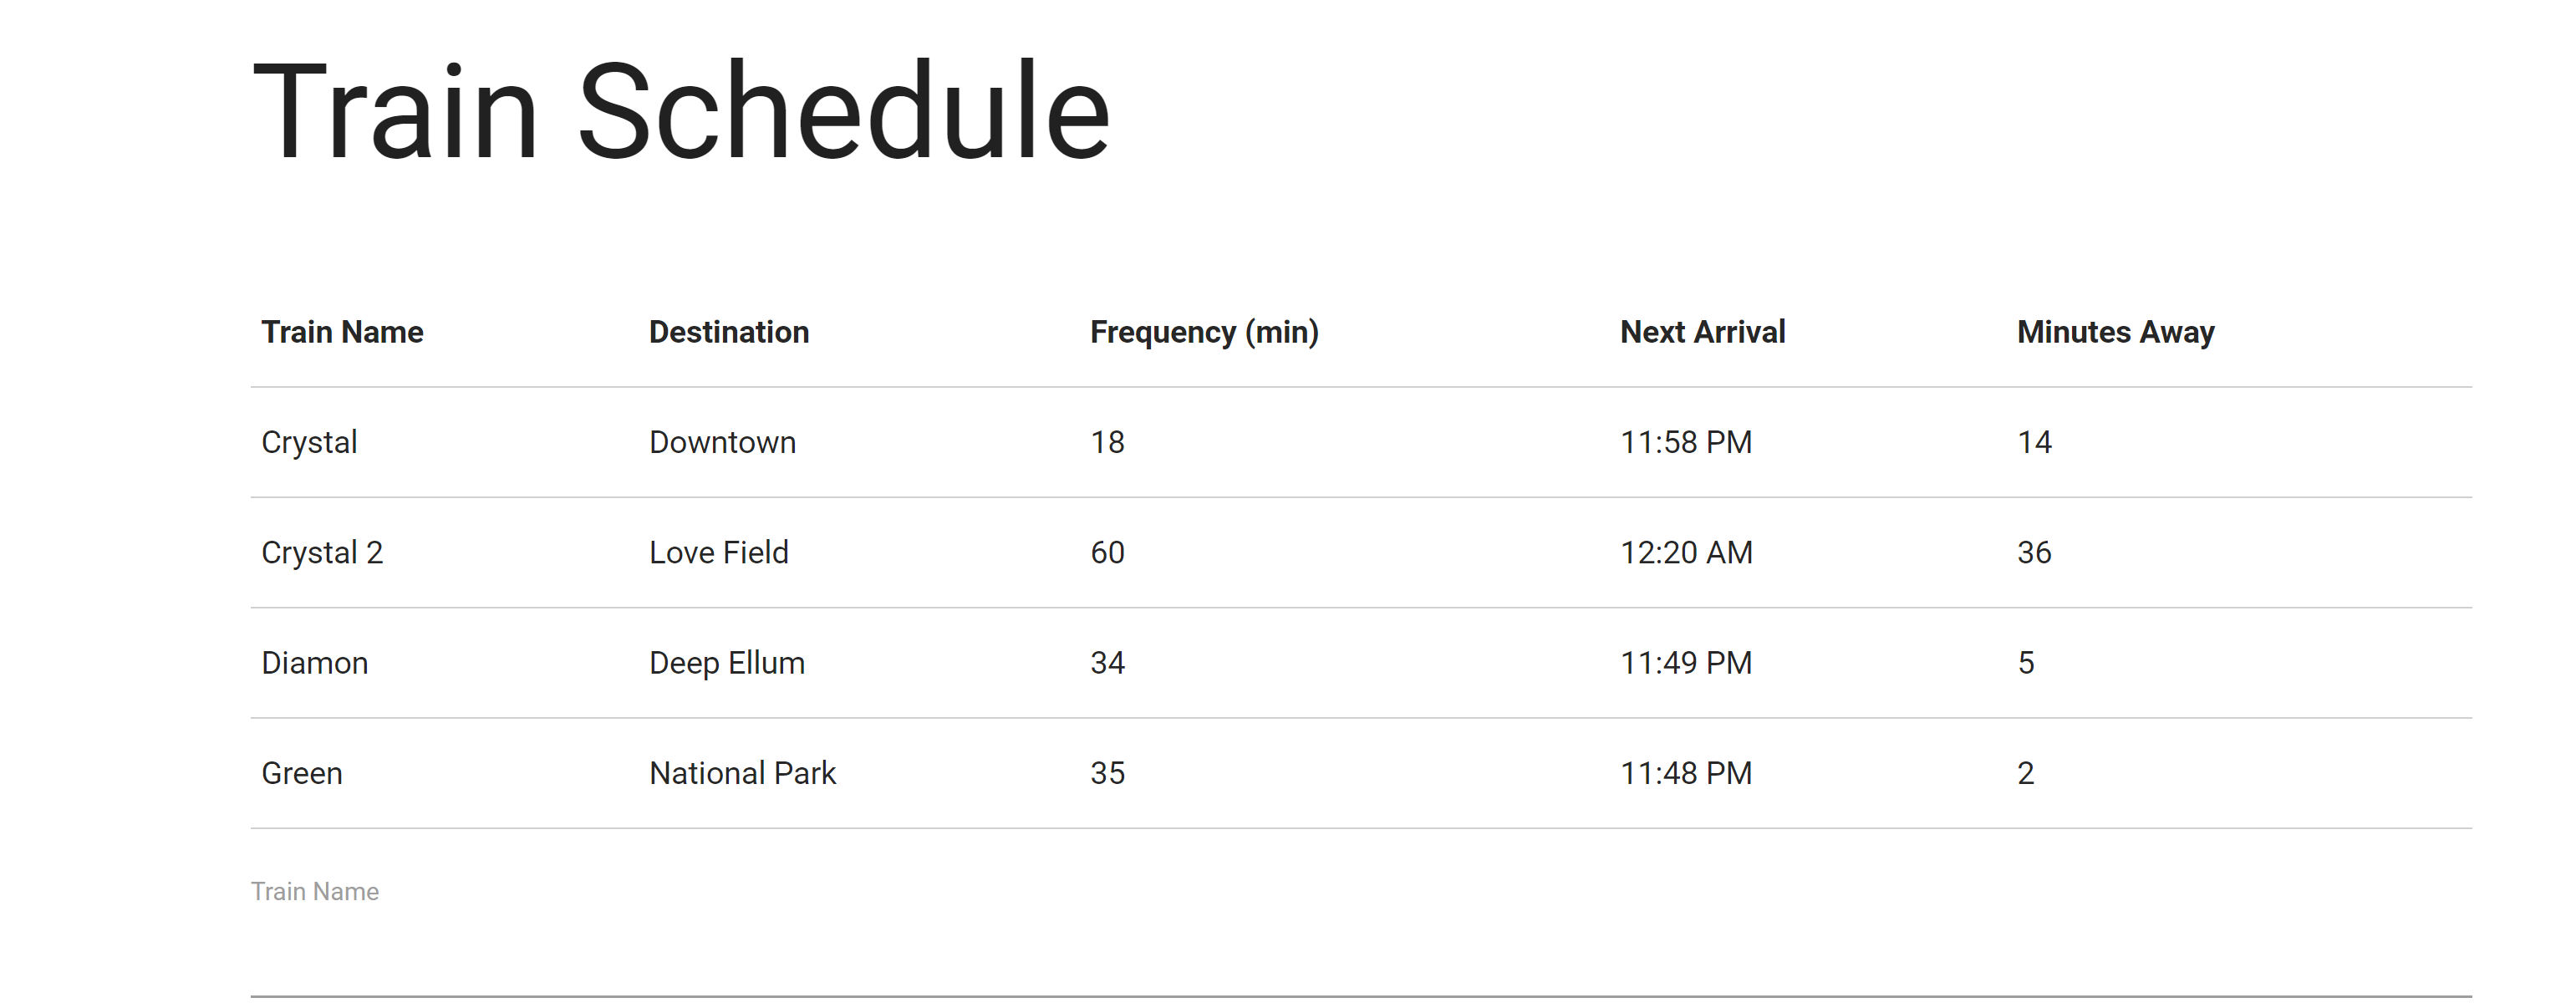 Train Schedule
Train Name Destination Frequency (min) Next Arrival Minutes Away
Crystal Downtown 18 11:58 PM 14
Crystal 2 Love Field 60 12:20 AM 36
Diamon Deep Ellum 34 11:49 PM 5
Green National Park 35 11:48 PM 2
Train Name